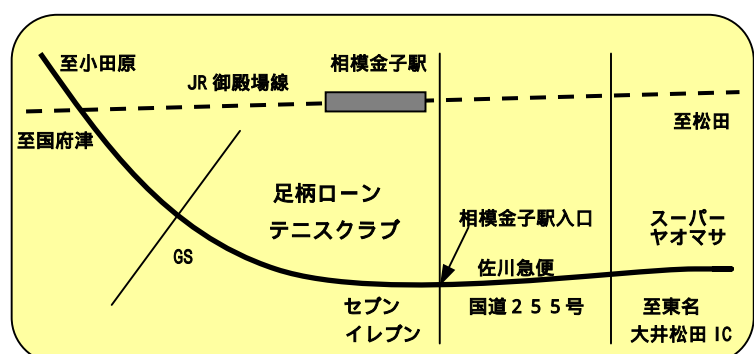 至小田原
JR 御殿場線
相模金子駅
至国府津
至松田
足柄ローン
テニスクラブ
相模金子駅入口
スーパー
ヤオマサ
GS
佐川急便
セブン
イレブン
国道２５５号
至東名
大井松田 IC